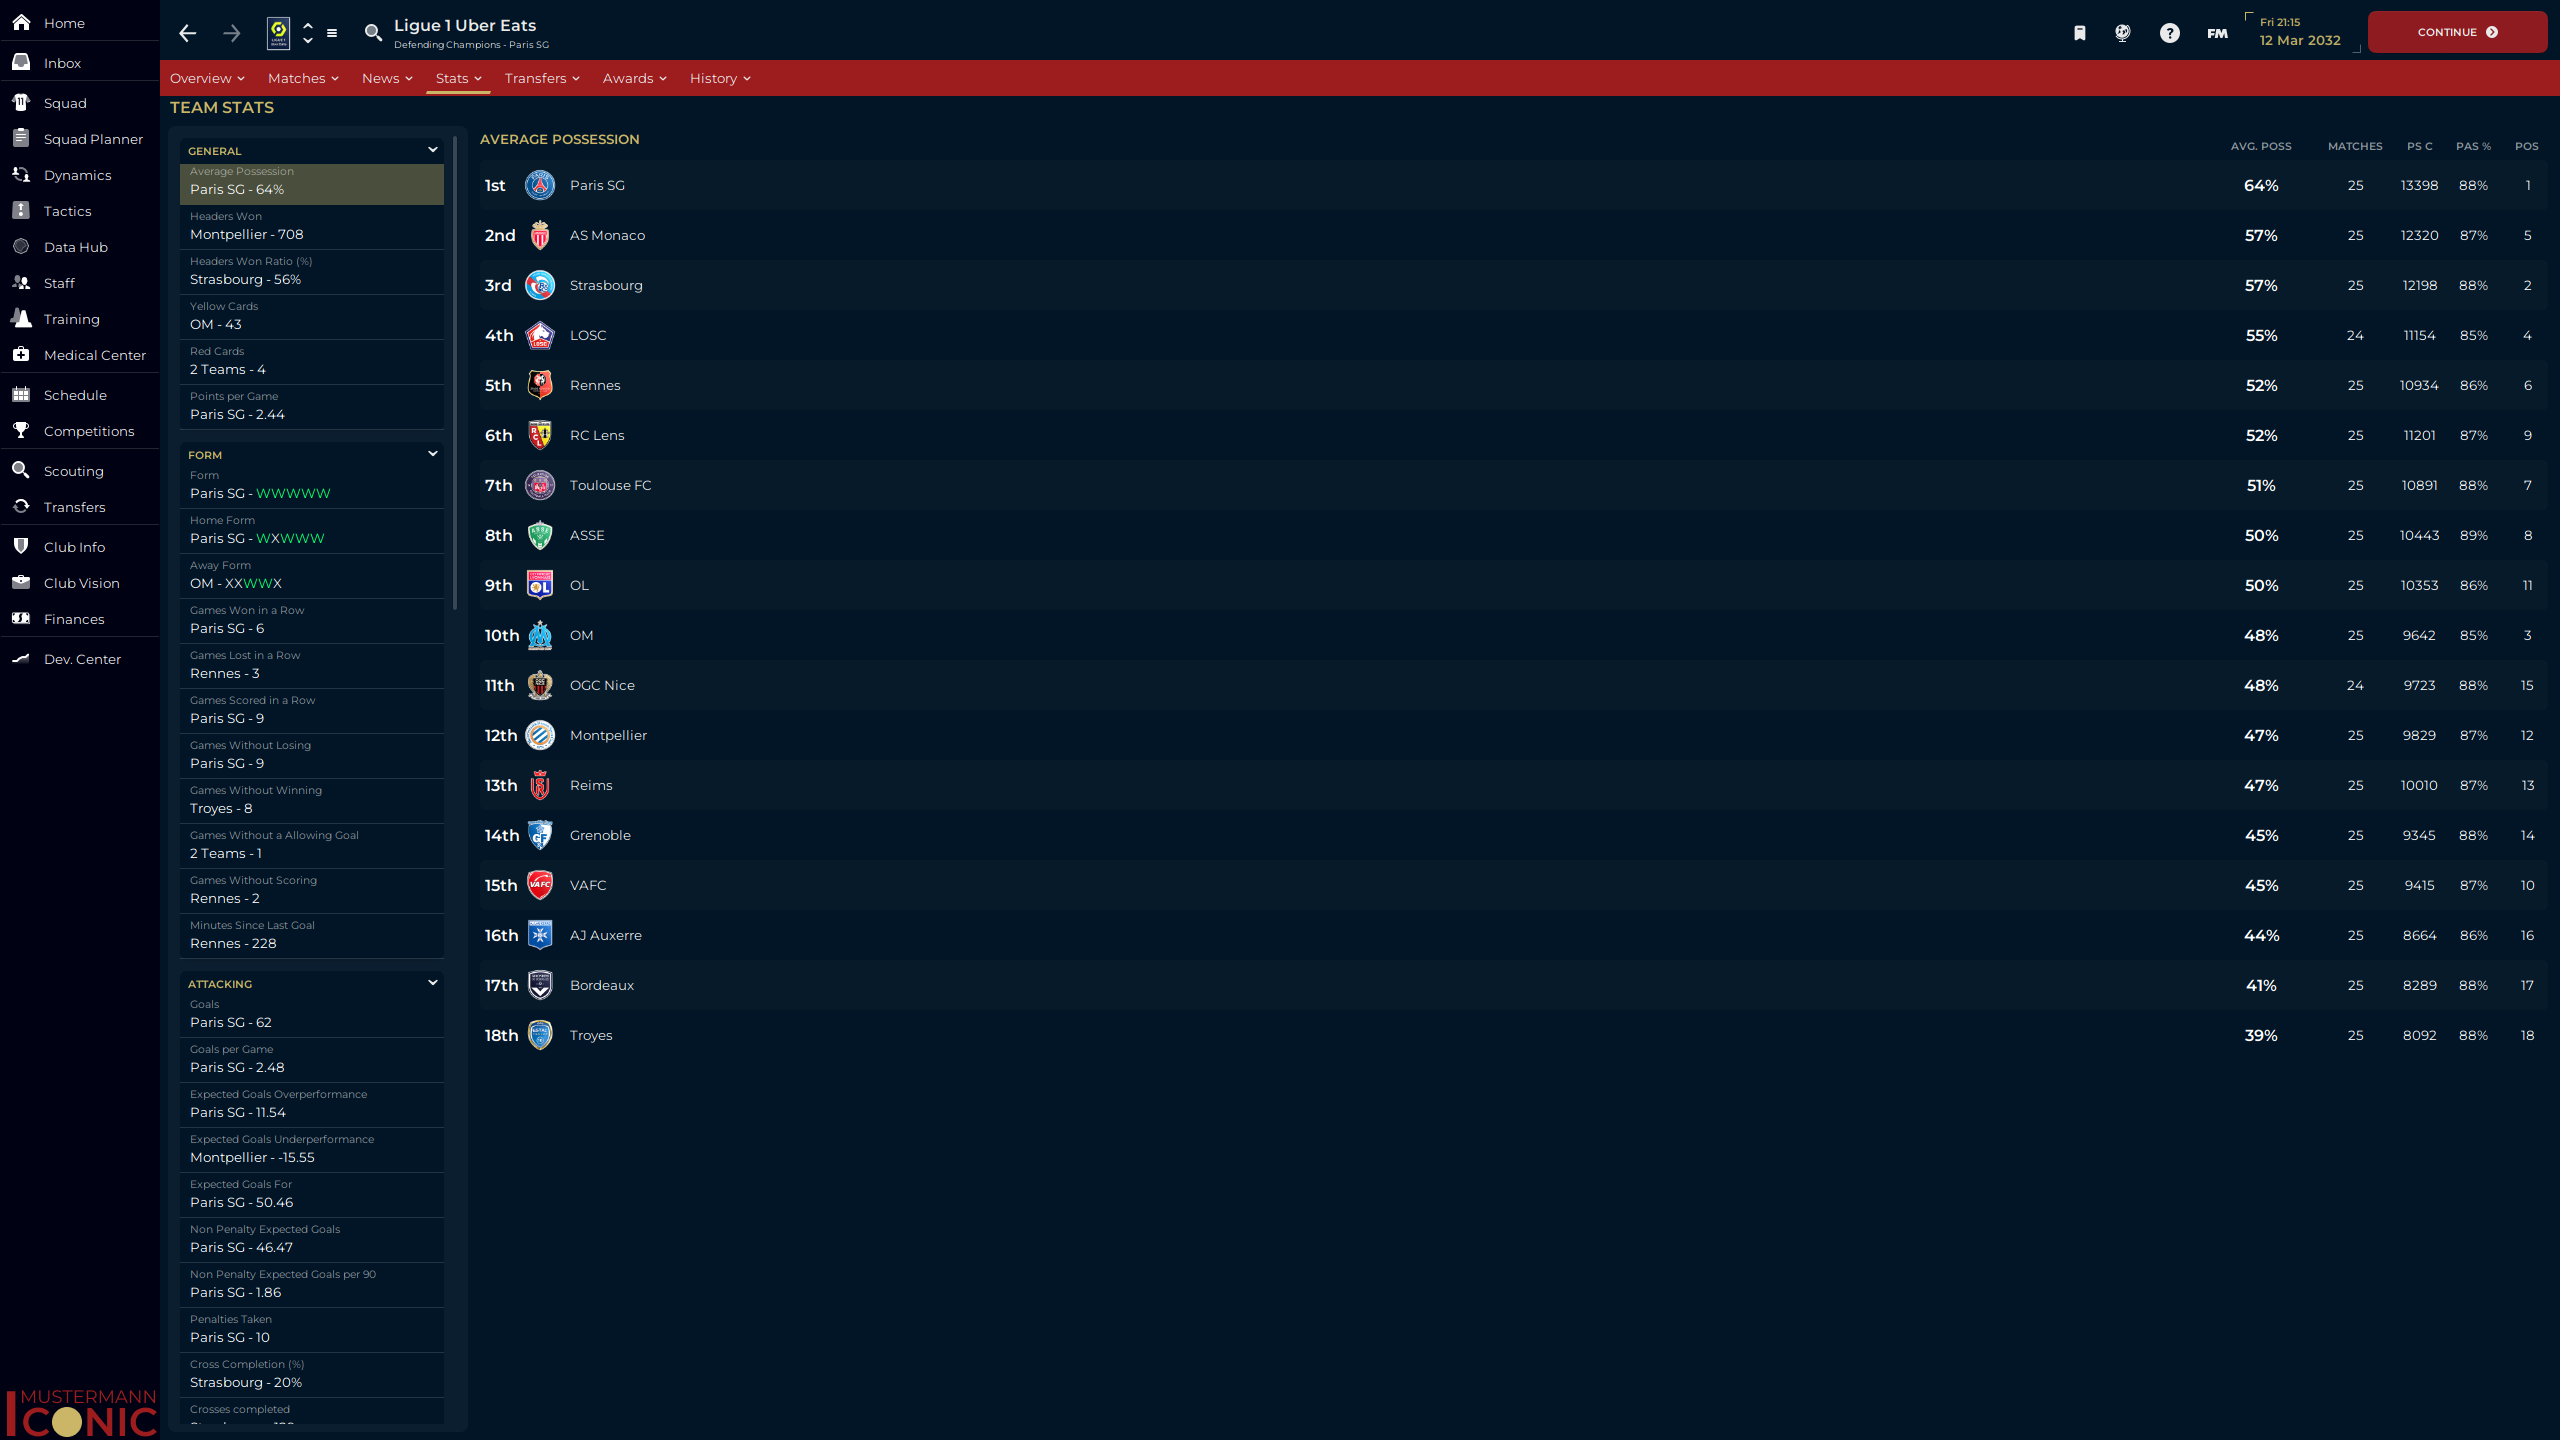 Home
Inbox
Squad
Squad Planner
Dynamics
Tactics
Data Hub
Staff
Training
Medical Center
Schedule
Competitions
Scouting
Transfers
Club Info
Club Vision
Finances
Dev. Center
MUSTERMANN
ICONIC
Ligue 1 Uber Eats
Defending Champions - Paris SG
FM
Fri 21:15
12 Mar 2032
CONTINUE
Overview Matches News Stats Transfers Awards History
TEAM STATS
GENERAL
Average Possession
Paris SG - 64%
Headers Won
Montpellier - 708
Headers Won Ratio (%)
Strasbourg - 56%
Yellow Cards
OM - 43
Red Cards
2 Teams - 4
Points per Game
Paris SG - 2.44
FORM
Form
Paris SG - WWWWW
Home Form
Paris SG - WXWWW
Away Form
OM - XXWWX
Games Won in a Row
Paris SG - 6
Games Lost in a Row
Rennes - 3
Games Scored in a Row
Paris SG - 9
Games Without Losing
Paris SG - 9
Games Without Winning
Troyes - 8
Games Without a Allowing Goal
2 Teams - 1
Games Without Scoring
Rennes - 2
Minutes Since Last Goal
Rennes - 228
ATTACKING
Goals
Paris SG - 62
Goals per Game
Paris SG - 2.48
Expected Goals Overperformance
Paris SG - 11.54
Expected Goals Underperformance
Montpellier - -15.55
Expected Goals For
Paris SG - 50.46
Non Penalty Expected Goals
Paris SG - 46.47
Non Penalty Expected Goals per 90
Paris SG - 1.86
Penalties Taken
Paris SG - 10
Cross Completion (%)
Strasbourg - 20%
Crosses completed
AVERAGE POSSESSION
AVG. POSS MATCHES PS C PAS % POS
1st Paris SG 64% 25 13398 88% 1
2nd AS Monaco 57% 25 12320 87% 5
3rd Strasbourg 57% 25 12198 88% 2
4th LOSC 55% 24 11154 85% 4
5th Rennes 52% 25 10934 86% 6
6th RC Lens 52% 25 11201 87% 9
7th Toulouse FC 51% 25 10891 88% 7
8th ASSE 50% 25 10443 89% 8
9th OL 50% 25 10353 86% 11
10th OM 48% 25 9642 85% 3
11th OGC Nice 48% 24 9723 88% 15
12th Montpellier 47% 25 9829 87% 12
13th Reims 47% 25 10010 87% 13
14th Grenoble 45% 25 9345 88% 14
15th VAFC 45% 25 9415 87% 10
16th AJ Auxerre 44% 25 8664 86% 16
17th Bordeaux 41% 25 8289 88% 17
18th Troyes 39% 25 8092 88% 18